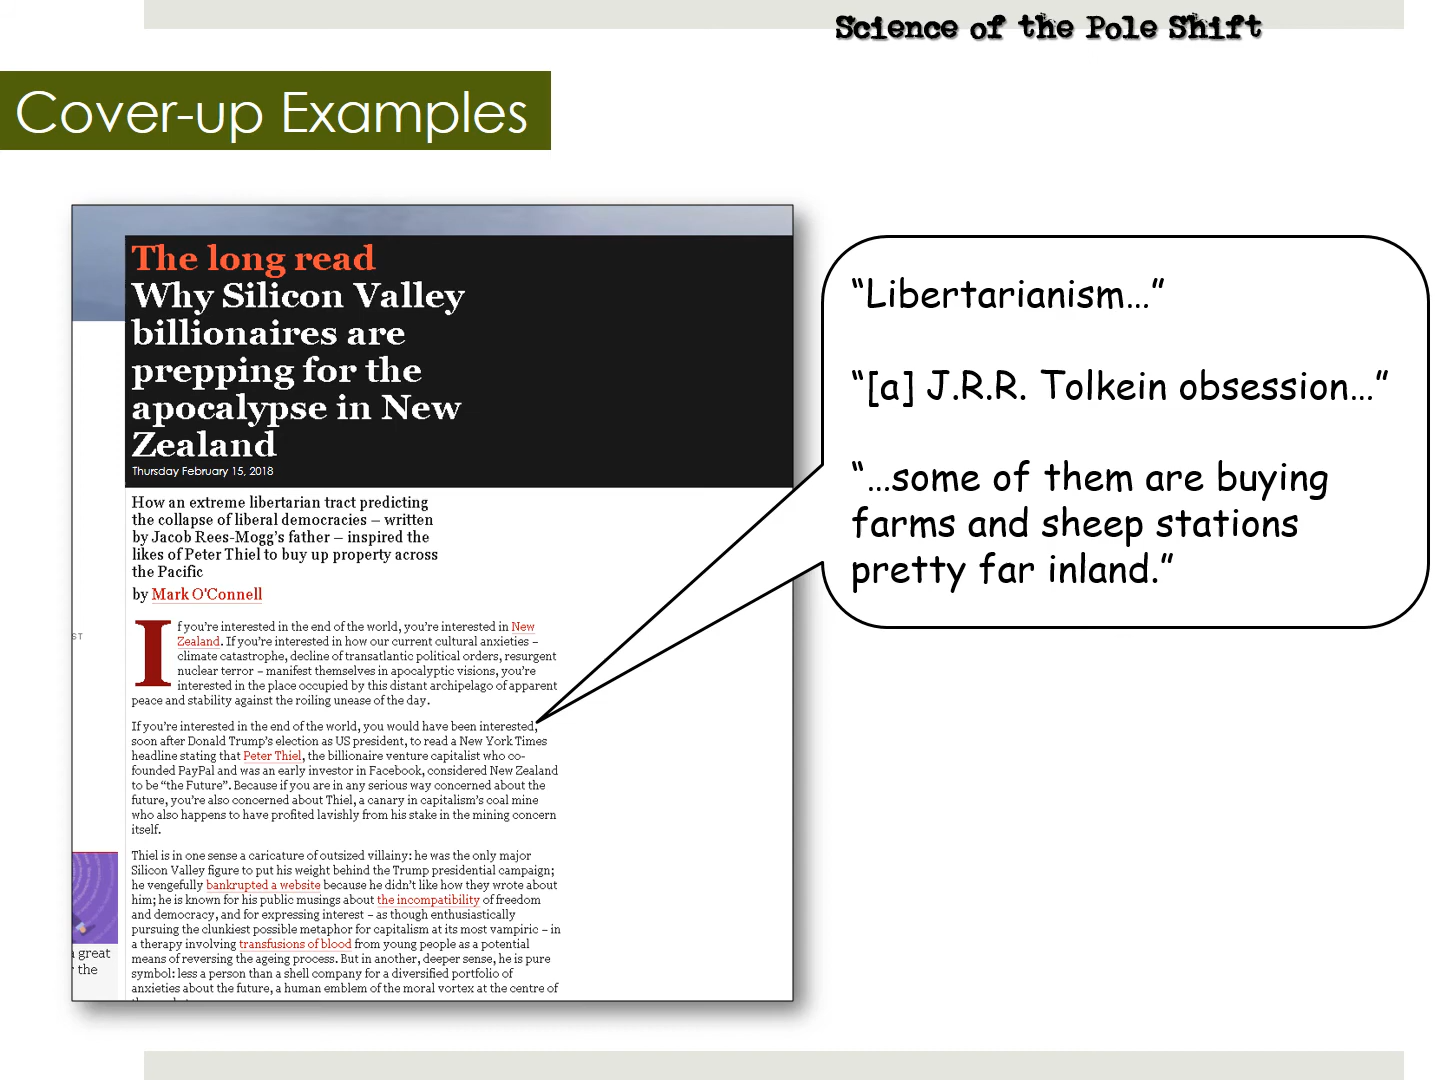 Science of the Pole Shift
Cover-up Examples
The long read
Why Silicon Valley
billionaires are
prepping for the
apocalypse in New
Zealand
Thursday February 15, 2018
How an extreme libertarian tract predicting
the collapse of liberal democracies – written
by Jacob Rees-Mogg's father – inspired the
likes of Peter Thiel to buy up property across
the Pacific
by Mark O'Connell
If you're interested in the end of the world, you're interested in New
Zealand. If you're interested in how our current cultural anxieties –
climate catastrophe, decline of transatlantic political orders, resurgent
nuclear terror – manifest themselves in apocalyptic visions, you're
interested in the place occupied by this distant archipelago of apparent
peace and stability against the roiling unease of the day.
If you're interested in the end of the world, you would have been interested,
soon after Donald Trump's election as US president, to read a New York Times
headline stating that Peter Thiel, the billionaire venture capitalist who co-
founded PayPal and was an early investor in Facebook, considered New Zealand
to be “the Future”. Because if you are in any serious way concerned about the
future, you're also concerned about Thiel, a canary in capitalism's coal mine
who also happens to have profited lavishly from his stake in the mining concern
itself.
Thiel is in one sense a caricature of outsized villainy: he was the only major
Silicon Valley figure to put his weight behind the Trump presidential campaign;
he vengefully bankrupted a website because he didn't like how they wrote about
him; he is known for his public musings about the incompatibility of freedom
and democracy, and for expressing interest – as though enthusiastically
pursuing the clunkiest possible metaphor for capitalism at its most vampiric – in
a therapy involving transfusions of blood from young people as a potential
means of reversing the ageing process. But in another, deeper sense, he is pure
symbol: less a person than a shell company for a diversified portfolio of
anxieties about the future, a human emblem of the moral vortex at the centre of
ST
great
the
“Libertarianism…”
“[a] J.R.R. Tolkein obsession…”
“…some of them are buying
farms and sheep stations
pretty far inland.”